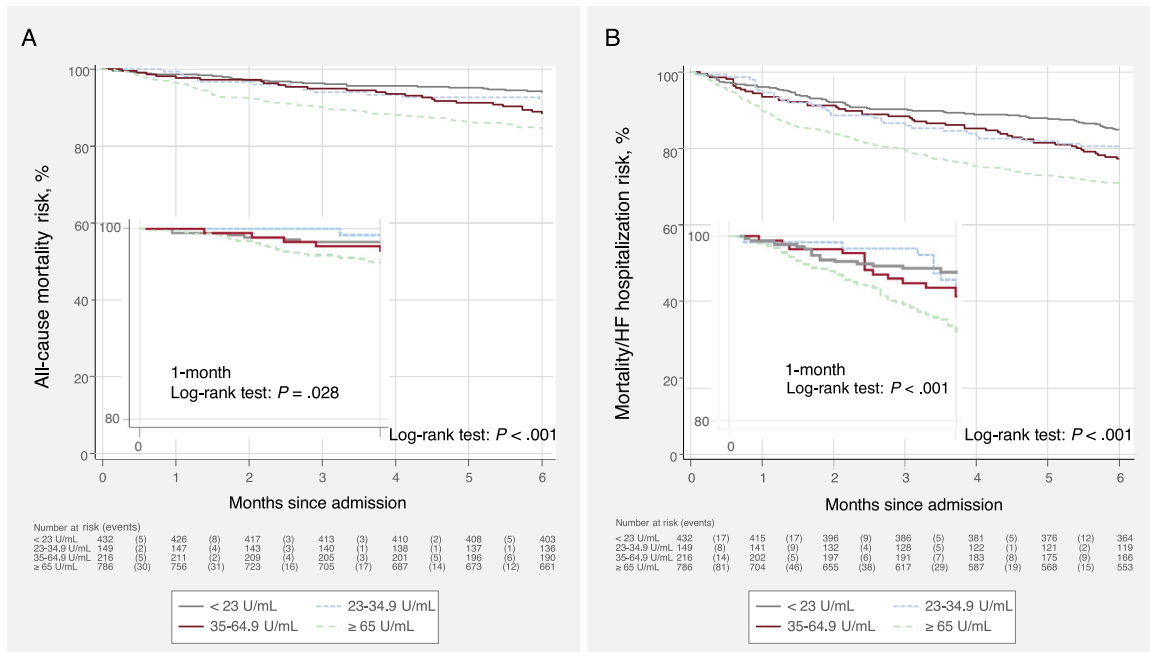 A
All-cause mortality risk, %
100
80
60
40
20
0
100
80
0
1-month
Log-rank test: P = .028
Log-rank test: P < .001
0 1 2 3 4 5 6
Months since admission
Number at risk (events)
< 23 U/mL 432 (5) 426 (8) 417 (3) 413 (3) 410 (2) 408 (5) 403
23-34.9 U/mL 149 (2) 147 (4) 143 (3) 140 (1) 138 (1) 137 (1) 136
35-64.9 U/mL 216 (5) 211 (2) 209 (4) 205 (3) 201 (5) 196 (6) 190
≥ 65 U/mL 786 (30) 756 (31) 723 (16) 705 (17) 687 (14) 673 (12) 661
< 23 U/mL 23-34.9 U/mL
35-64.9 U/mL ≥ 65 U/mL
B
Mortality/HF hospitalization risk, %
100
80
60
40
20
0
100
80
0
1-month
Log-rank test: P < .001
Log-rank test: P < .001
0 1 2 3 4 5 6
Months since admission
Number at risk (events)
< 23 U/mL 432 (17) 415 (17) 396 (9) 386 (5) 381 (5) 376 (12) 364
23-34.9 U/mL 149 (8) 141 (9) 132 (4) 128 (5) 122 (1) 121 (2) 119
35-64.9 U/mL 216 (14) 202 (5) 197 (6) 191 (7) 183 (8) 175 (9) 166
≥ 65 U/mL 786 (81) 704 (46) 655 (38) 617 (29) 587 (19) 568 (15) 553
< 23 U/mL 23-34.9 U/mL
35-64.9 U/mL ≥ 65 U/mL